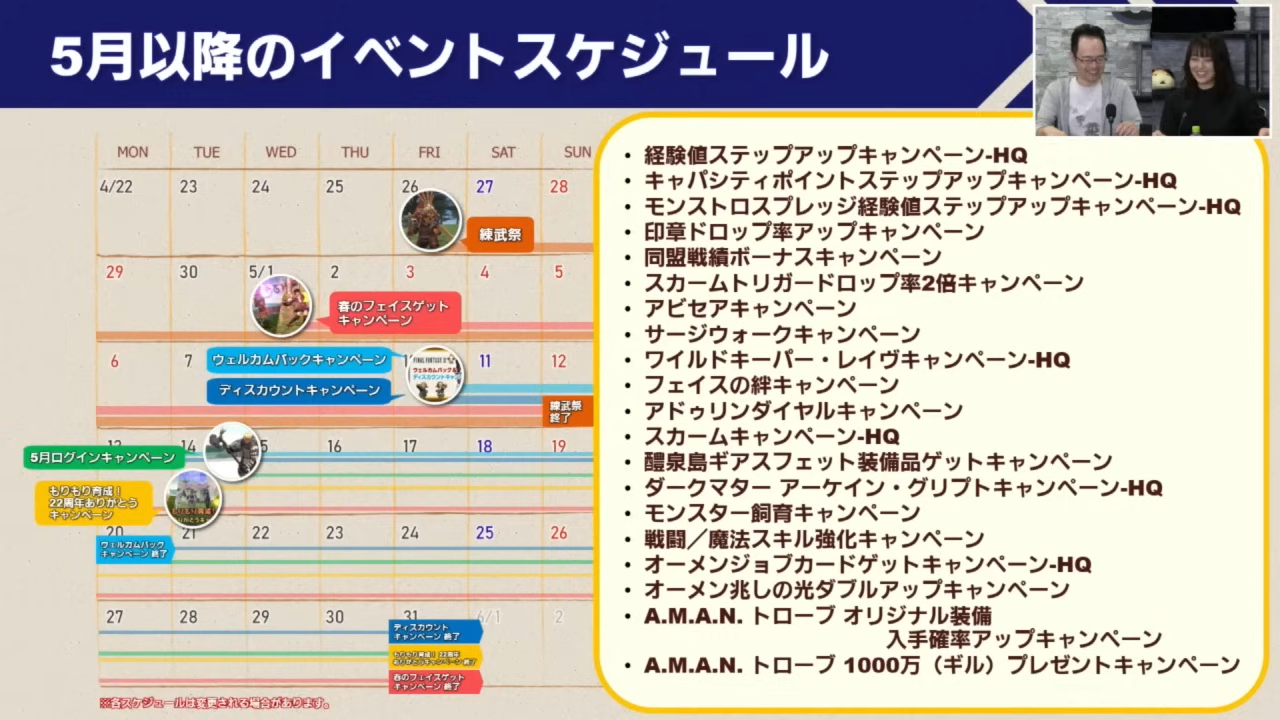 5月以降のイベントスケジュール
MON TUE WED THU FRI SAT SUN
4/22 23 24 25 26 27 28
練武祭
29 30 5/1 2 3 4 5
春のフェイスゲット
キャンペーン
6 7 11 12
ウェルカムバックキャンペーン
ディスカウントキャンペーン
練武祭
終了
13 14 16 17 18 19
5月ログインキャンペーン
もりもり育成！
22周年ありがとう
キャンペーン
20 21 22 23 24 25 26
ウェルカムバック
キャンペーン 終了
27 28 29 30 31 6/1 2
ディスカウント
キャンペーン 終了
もりもり育成！ 22周年
ありがとうキャンペーン 終了
春のフェイスゲット
キャンペーン 終了
※各スケジュールは変更される場合があります。
・経験値ステップアップキャンペーン-HQ
・キャパシティポイントステップアップキャンペーン-HQ
・モンストロスプレッジ経験値ステップアップキャンペーン-HQ
・印章ドロップ率アップキャンペーン
・同盟戦績ボーナスキャンペーン
・スカームトリガードロップ率2倍キャンペーン
・アビセアキャンペーン
・サージウォークキャンペーン
・ワイルドキーパー・レイヴキャンペーン-HQ
・フェイスの絆キャンペーン
・アドゥリンダイヤルキャンペーン
・スカームキャンペーン-HQ
・醴泉島ギアスフェット装備品ゲットキャンペーン
・ダークマター アーケイン・グリプトキャンペーン-HQ
・モンスター飼育キャンペーン
・戦闘／魔法スキル強化キャンペーン
・オーメンジョブカードゲットキャンペーン-HQ
・オーメン兆しの光ダブルアップキャンペーン
・A.M.A.N. トローブ オリジナル装備
入手確率アップキャンペーン
・A.M.A.N. トローブ 1000万（ギル）プレゼントキャンペーン